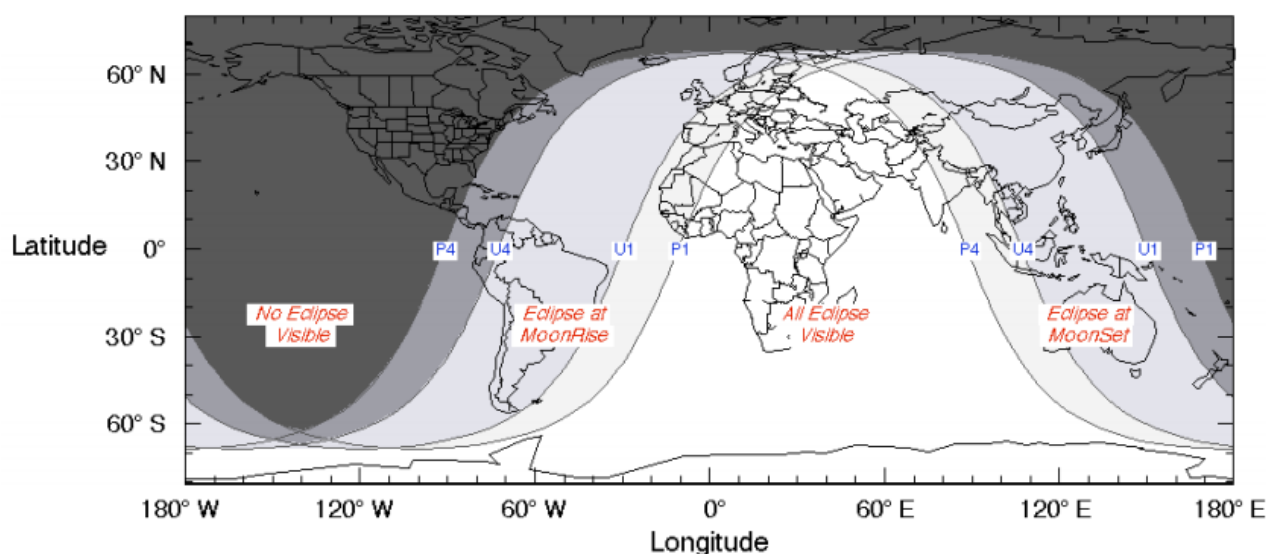 60° N
30° N
Latitude 0°
P4 U4 U1 P1 P4 U4 U1 P1
No Eclipse
Visible
Eclipse at
MoonRise
All Eclipse
Visible
Eclipse at
MoonSet
30° S
60° S
180° W 120° W 60° W 0° 60° E 120° E 180° E
Longitude